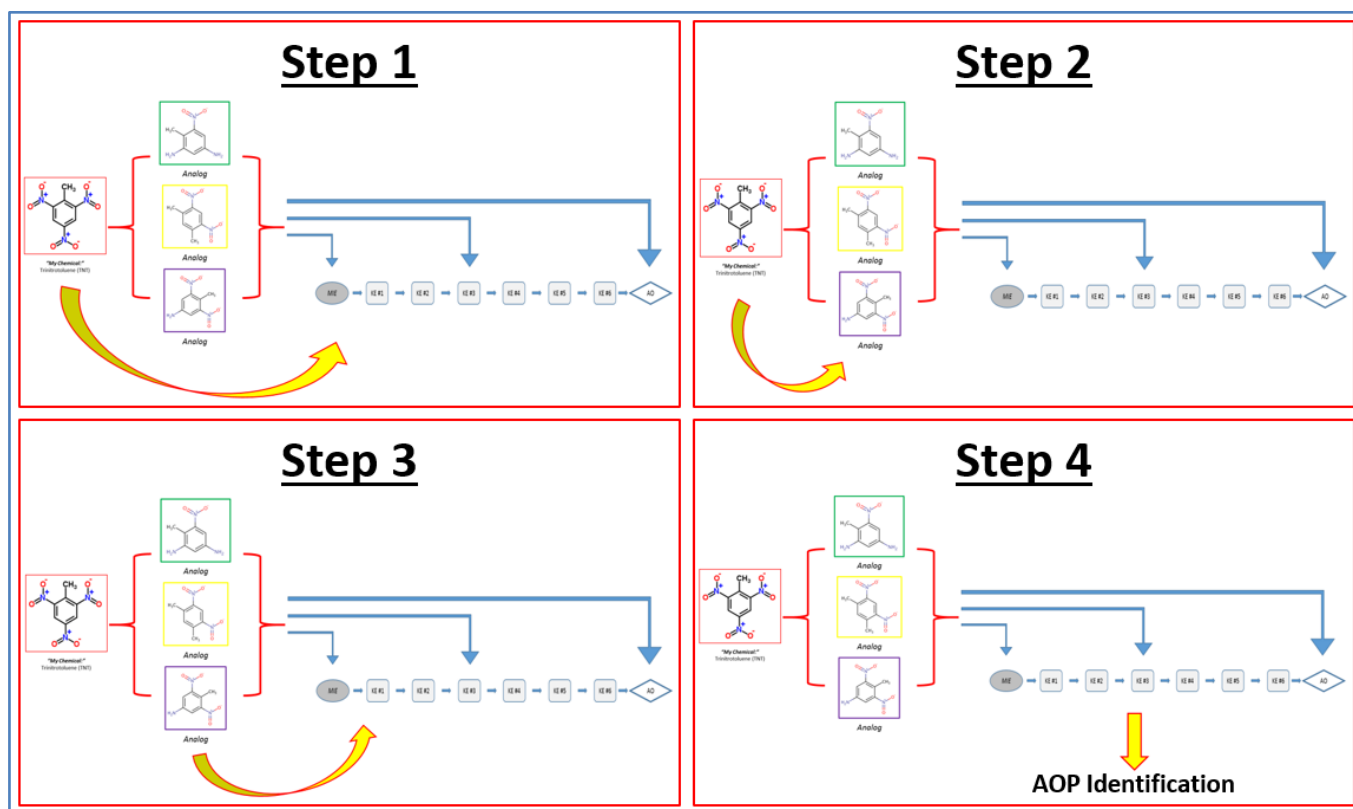 Step 1
Analog
"My Chemical:"
Trinitrotoluene (TNT)
Analog
Analog
MIE KE #1 KE #2 KE #3 KE #4 KE #5 KE #6 AO
Step 2
Analog
"My Chemical:"
Trinitrotoluene (TNT)
Analog
Analog
MIE KE #1 KE #2 KE #3 KE #4 KE #5 KE #6 AO
Step 3
Analog
"My Chemical:"
Trinitrotoluene (TNT)
Analog
Analog
MIE KE #1 KE #2 KE #3 KE #4 KE #5 KE #6 AO
Step 4
Analog
"My Chemical:"
Trinitrotoluene (TNT)
Analog
Analog
MIE KE #1 KE #2 KE #3 KE #4 KE #5 KE #6 AO
AOP Identification